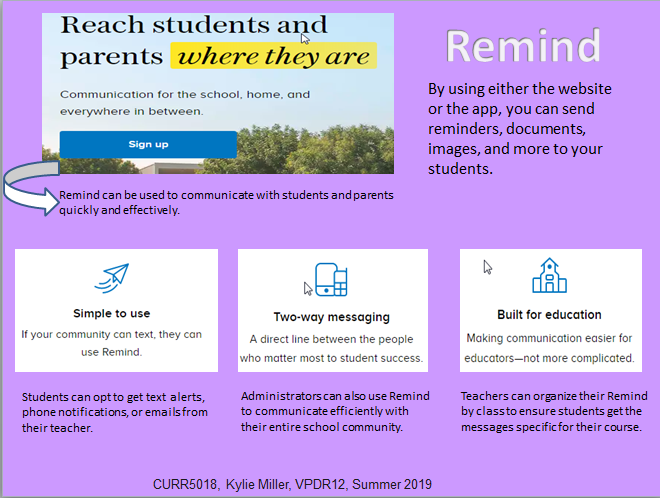 Reach students and
parents where they are
Communication for the school, home, and
everywhere in between.
Sign up
Remind
By using either the website
or the app, you can send
reminders, documents,
images, and more to your
students.
Remind can be used to communicate with students and parents
quickly and effectively.
Simple to use
If your community can text, they can
use Remind.
Two-way messaging
A direct line between the people
who matter most to student success.
Built for education
Making communication easier for
educators—not more complicated.
Students can opt to get text alerts,
phone notifications, or emails from
their teacher.
Administrators can also use Remind
to communicate efficiently with
their entire school community.
Teachers can organize their Remind
by class to ensure students get the
messages specific for their course.
CURR5018, Kylie Miller, VPDR12, Summer 2019